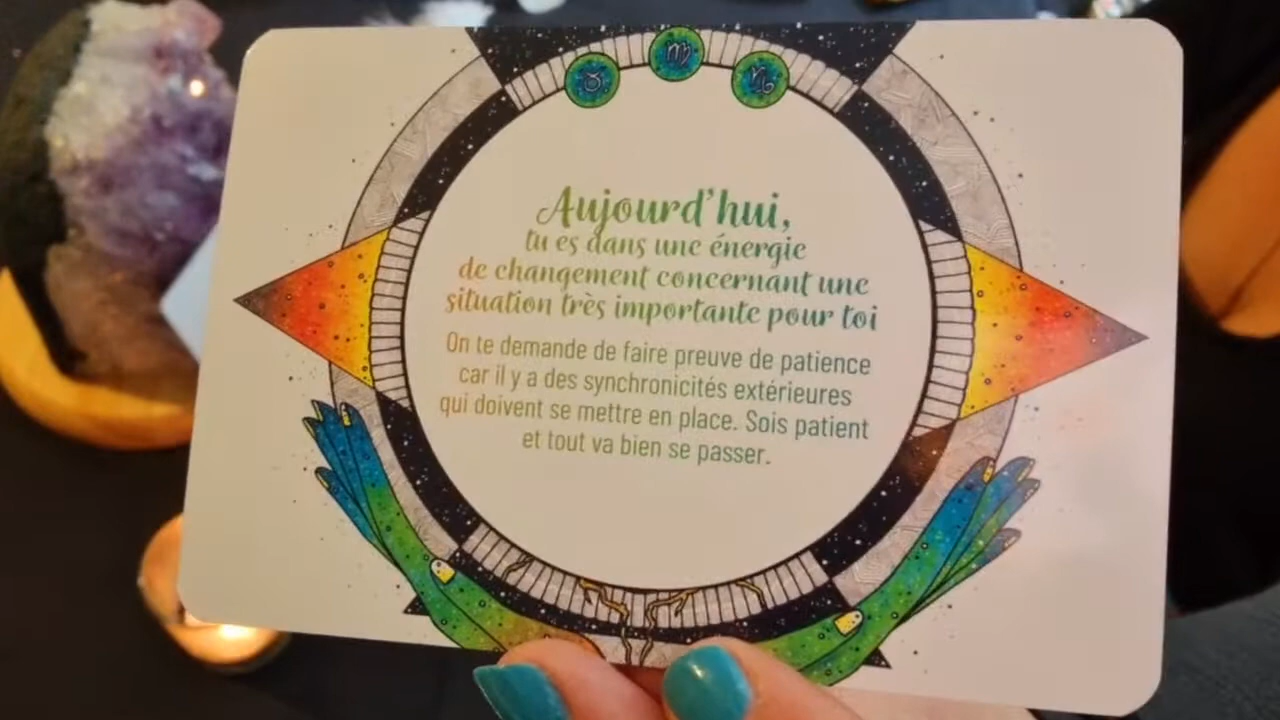 Aujourd'hui,
tu es dans une énergie
de changement concernant une
situation très importante pour toi
On te demande de faire preuve de patience
car il y a des synchronicités extérieures
qui doivent se mettre en place. Sois patient
et tout va bien se passer.